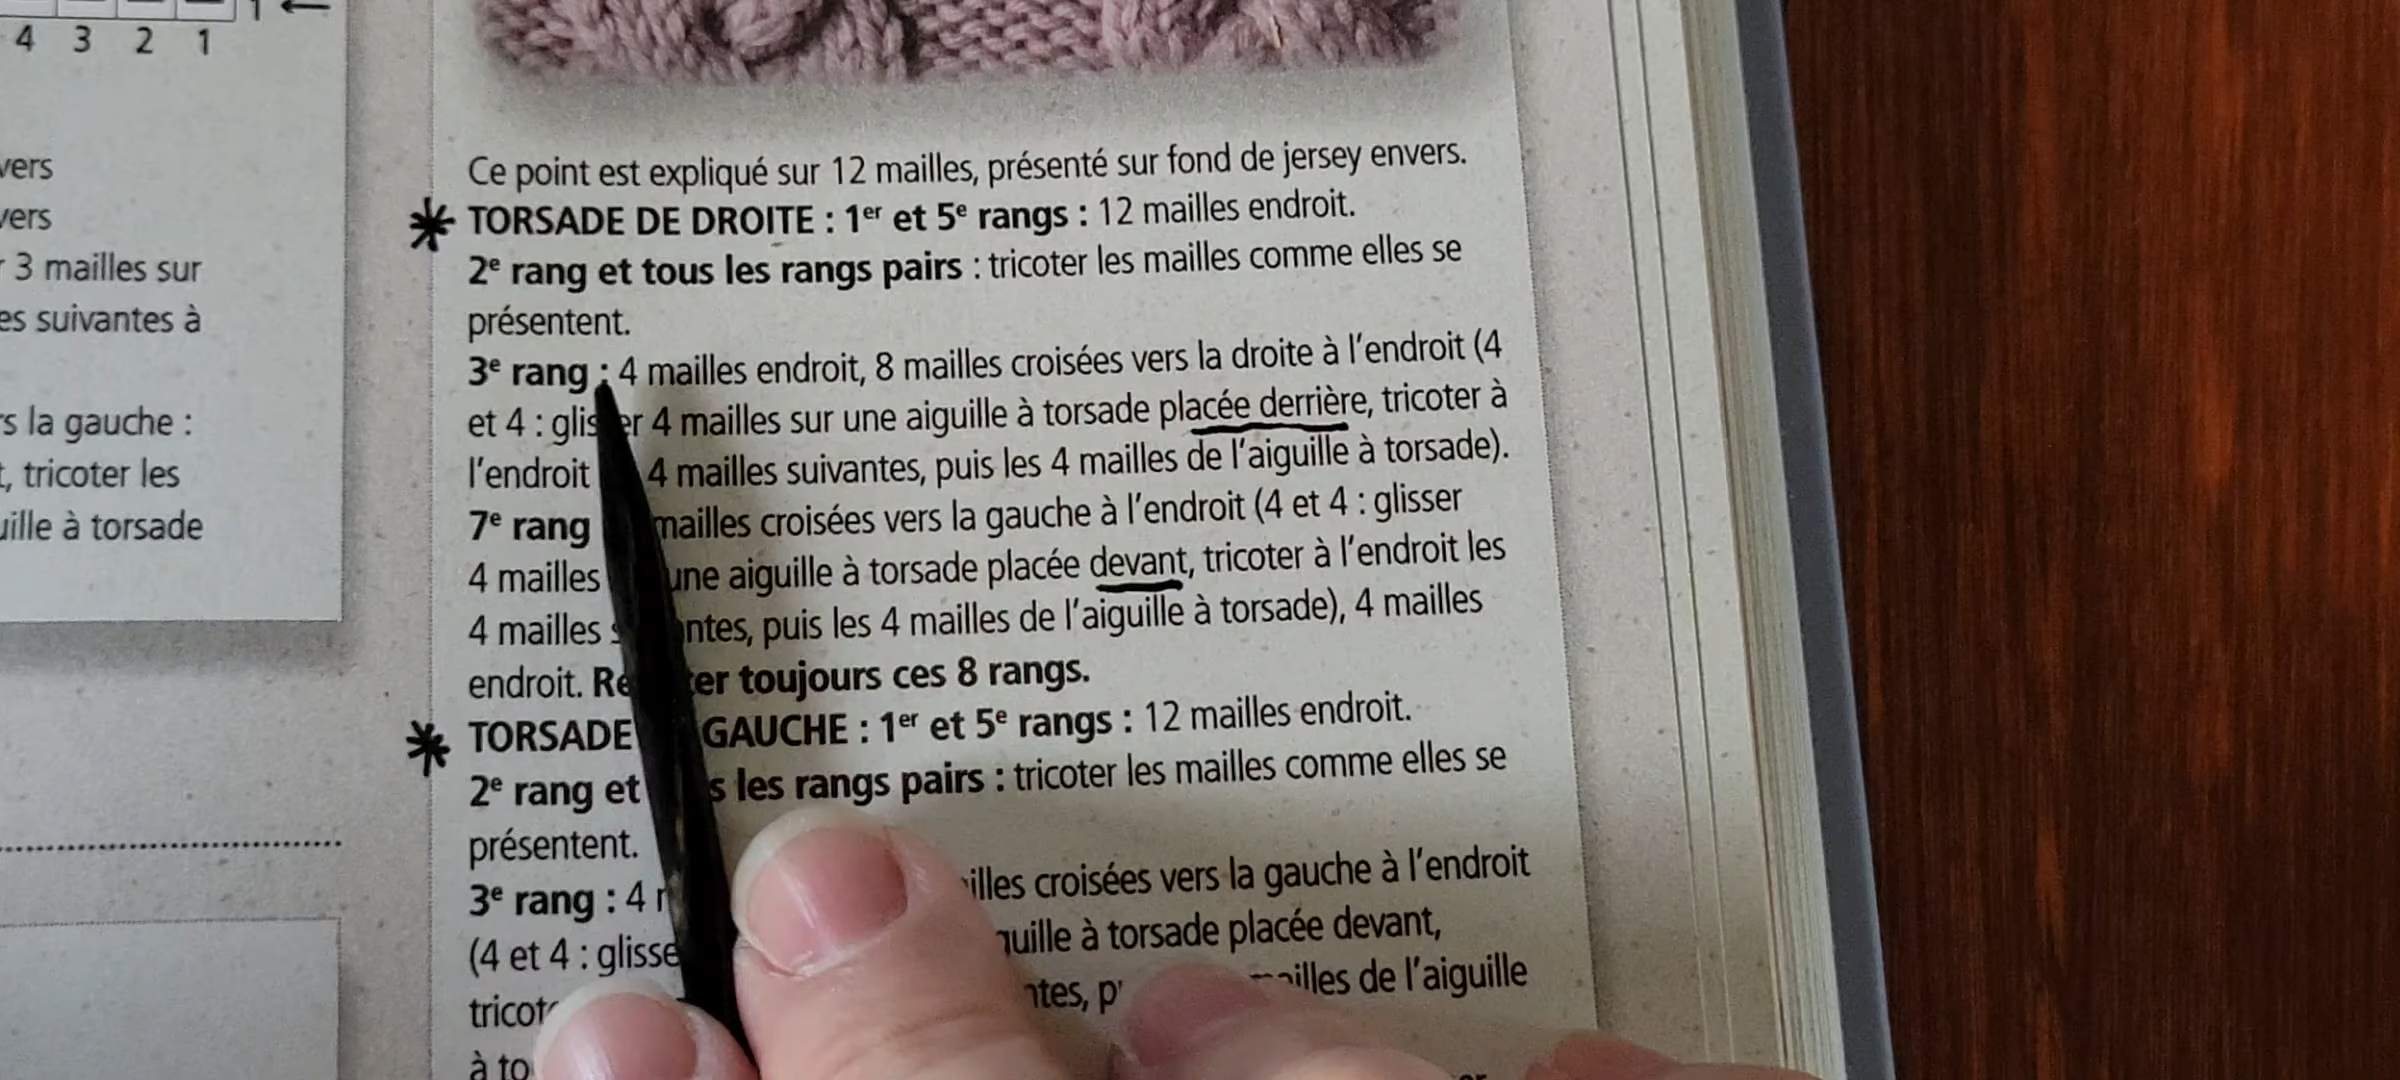 1 ←
4 3 2 1
vers
vers
3 mailles sur
es suivantes à
s la gauche :
, tricoter les
uille à torsade
Ce point est expliqué sur 12 mailles, présenté sur fond de jersey envers.
* TORSADE DE DROITE : 1er et 5e rangs : 12 mailles endroit.
2e rang et tous les rangs pairs : tricoter les mailles comme elles se
présentent.
3e rang : 4 mailles endroit, 8 mailles croisées vers la droite à l'endroit (4
et 4 : glisser 4 mailles sur une aiguille à torsade placée derrière, tricoter à
l'endroit 4 mailles suivantes, puis les 4 mailles de l'aiguille à torsade).
7e rang mailles croisées vers la gauche à l'endroit (4 et 4 : glisser
4 mailles une aiguille à torsade placée devant, tricoter à l'endroit les
4 mailles puis les 4 mailles de l'aiguille à torsade), 4 mailles
endroit. toujours ces 8 rangs.
* TORSADE GAUCHE : 1er et 5e rangs : 12 mailles endroit.
2e rang et les rangs pairs : tricoter les mailles comme elles se
présentent.
3e rang : 4 illes croisées vers la gauche à l'endroit
(4 et 4 : glisse uille à torsade placée devant,
tricot ntes, p illes de l'aiguille
à to